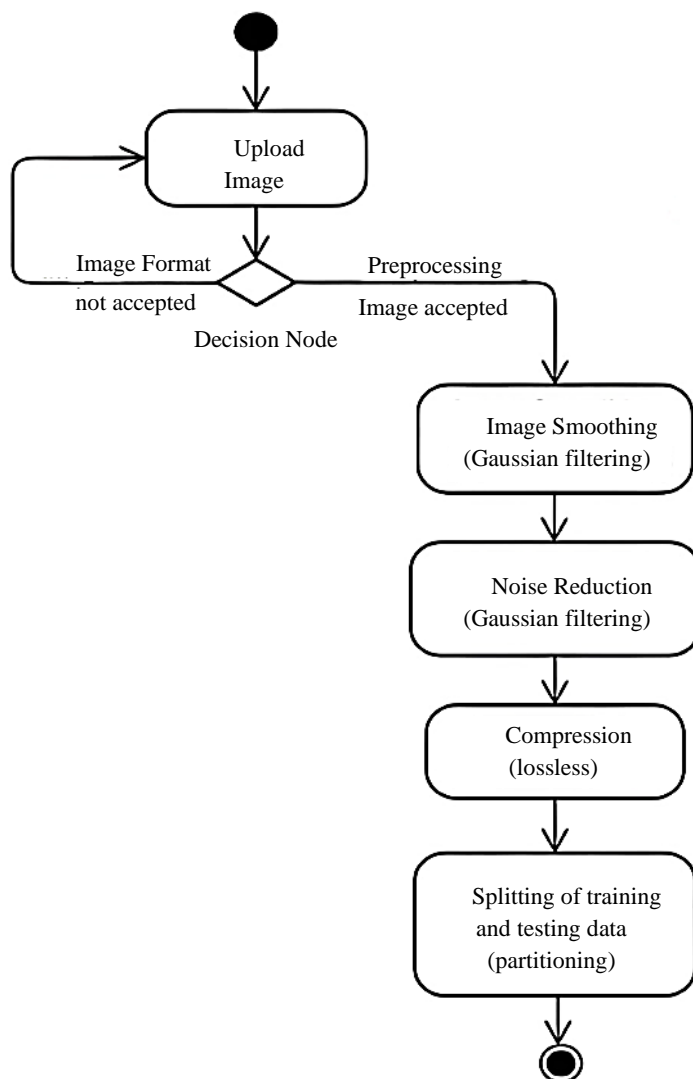 Upload
Image
Image Format
not accepted
Preprocessing
Image accepted
Decision Node
Image Smoothing
(Gaussian filtering)
Noise Reduction
(Gaussian filtering)
Compression
(lossless)
Splitting of training
and testing data
(partitioning)